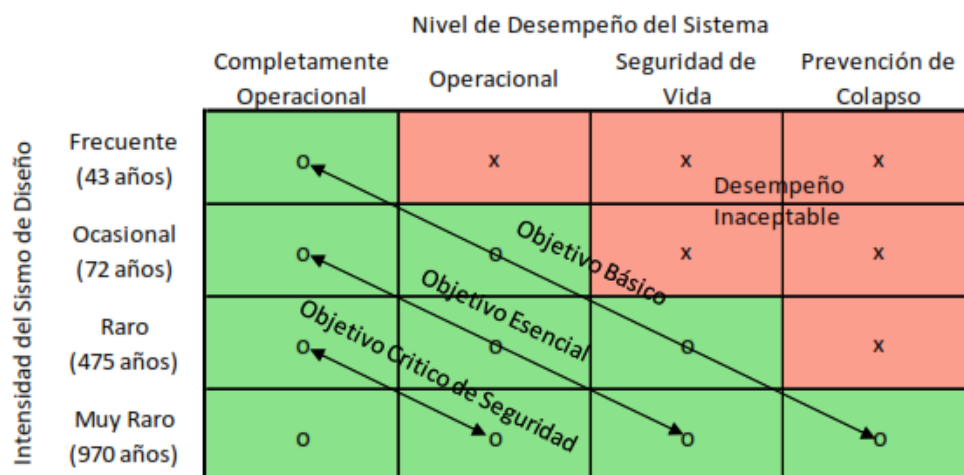 Nivel de Desempeño del Sistema
Completamente Operacional
Operacional
Seguridad de Vida
Prevención de Colapso
Intensidad del Sismo de Diseño
Frecuente
(43 años)
o x x x
Desempeño
Inaceptable
Ocasional
(72 años)
o o x x
Objetivo Básico
Raro
(475 años)
o o o x
Objetivo Esencial
Muy Raro
(970 años)
o o o o
Objetivo Critico de Seguridad